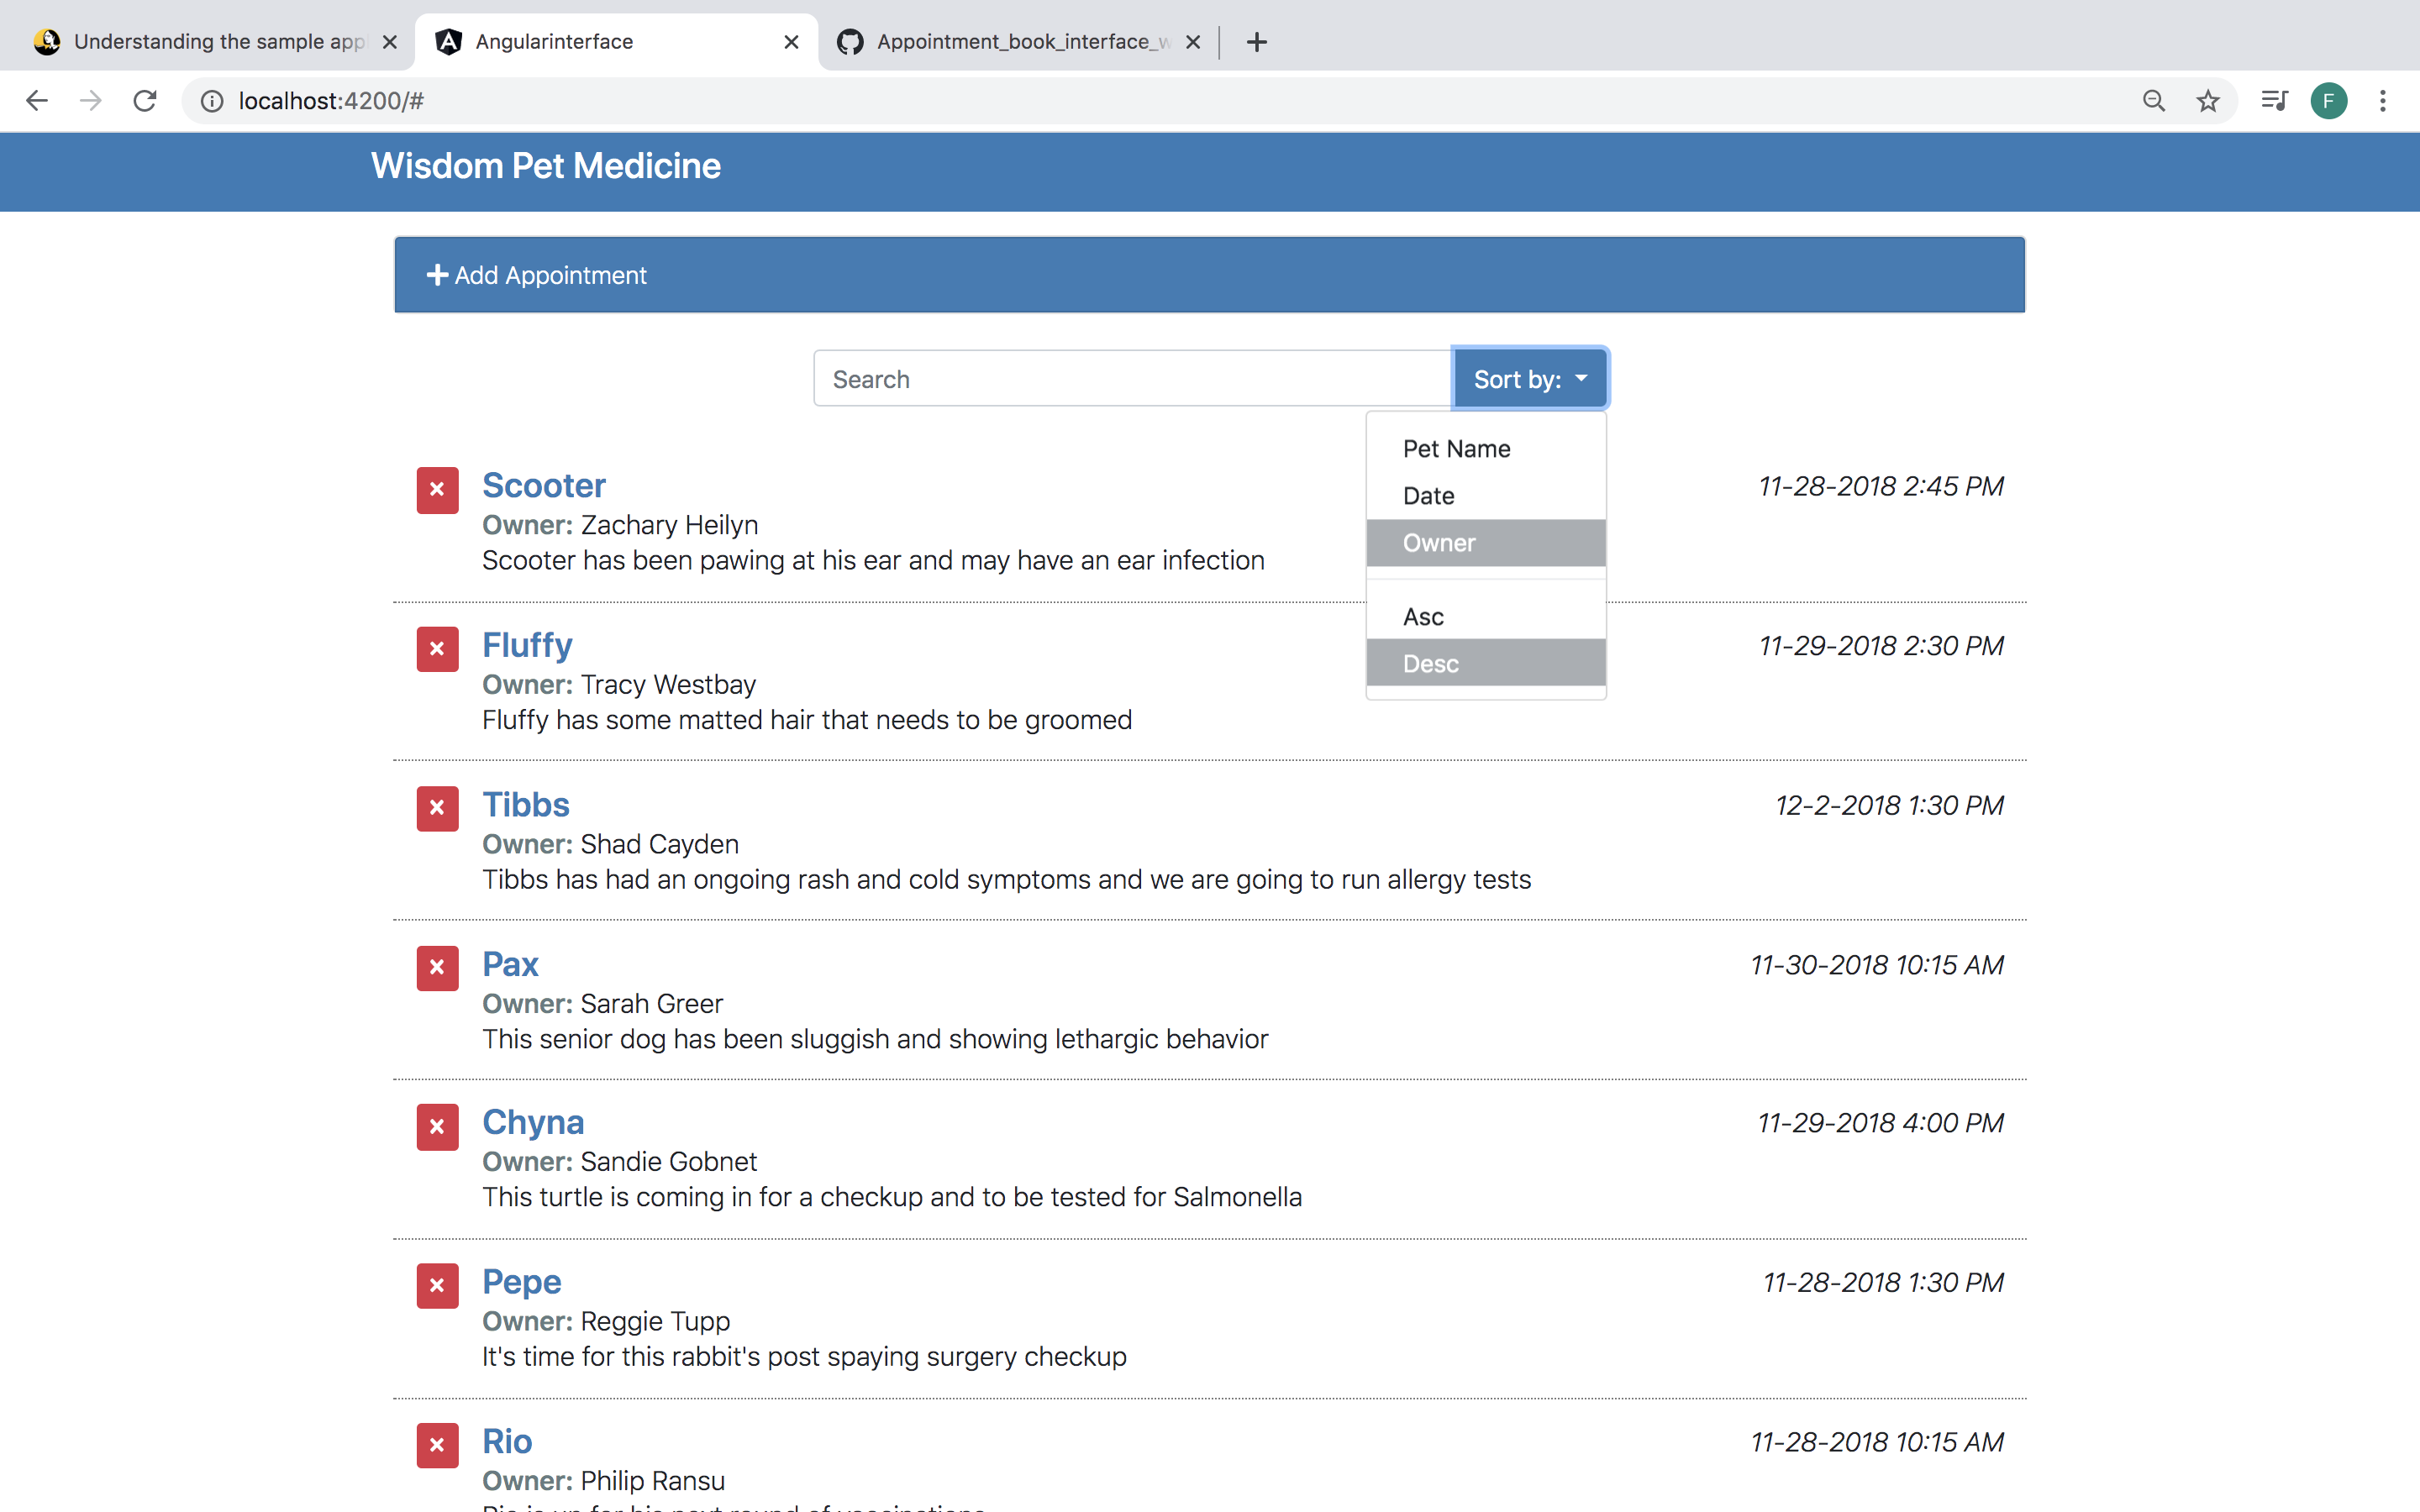 Understanding the sample app
Angularinterface
Appointment_book_interface_w
localhost:4200/#
F
Wisdom Pet Medicine
Add Appointment
Search
Sort by:
Pet Name
Date
Owner
Asc
Desc
Scooter
11-28-2018 2:45 PM
Owner: Zachary Heilyn
Scooter has been pawing at his ear and may have an ear infection
Fluffy
11-29-2018 2:30 PM
Owner: Tracy Westbay
Fluffy has some matted hair that needs to be groomed
Tibbs
12-2-2018 1:30 PM
Owner: Shad Cayden
Tibbs has had an ongoing rash and cold symptoms and we are going to run allergy tests
Pax
11-30-2018 10:15 AM
Owner: Sarah Greer
This senior dog has been sluggish and showing lethargic behavior
Chyna
11-29-2018 4:00 PM
Owner: Sandie Gobnet
This turtle is coming in for a checkup and to be tested for Salmonella
Pepe
11-28-2018 1:30 PM
Owner: Reggie Tupp
It's time for this rabbit's post spaying surgery checkup
Rio
11-28-2018 10:15 AM
Owner: Philip Ransu